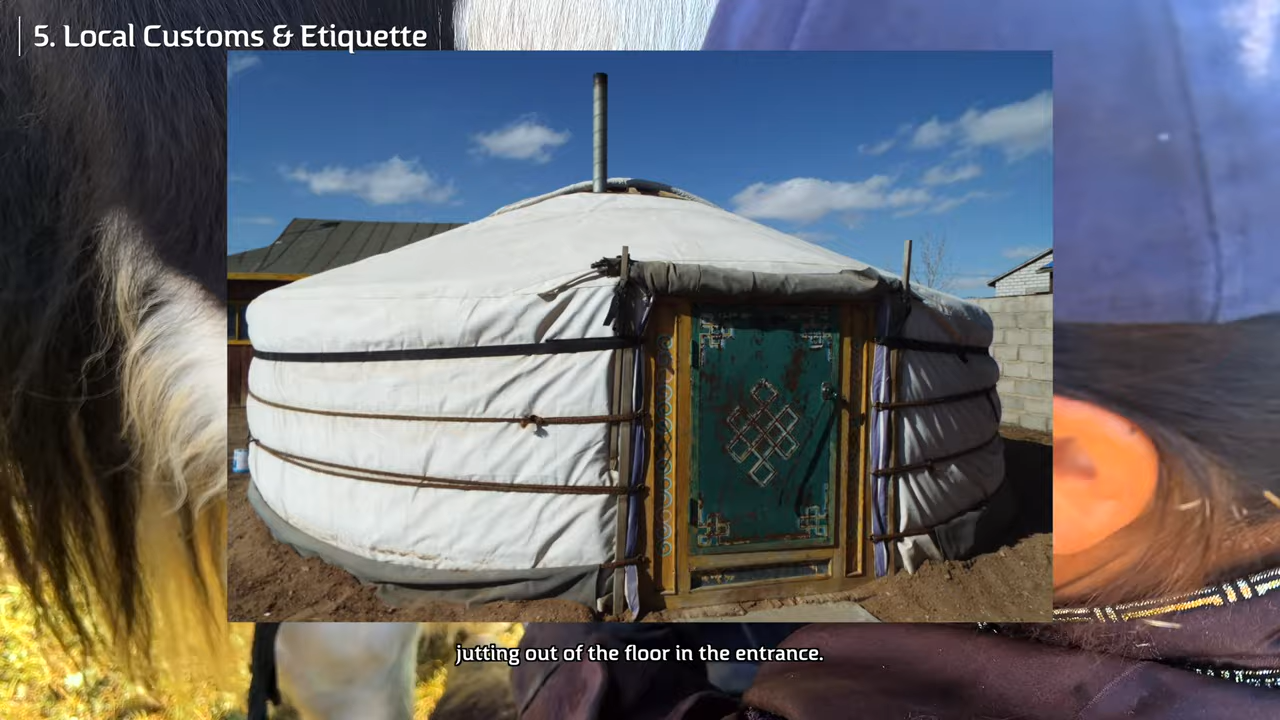 5. Local Customs & Etiquette
jutting out of the floor in the entrance.